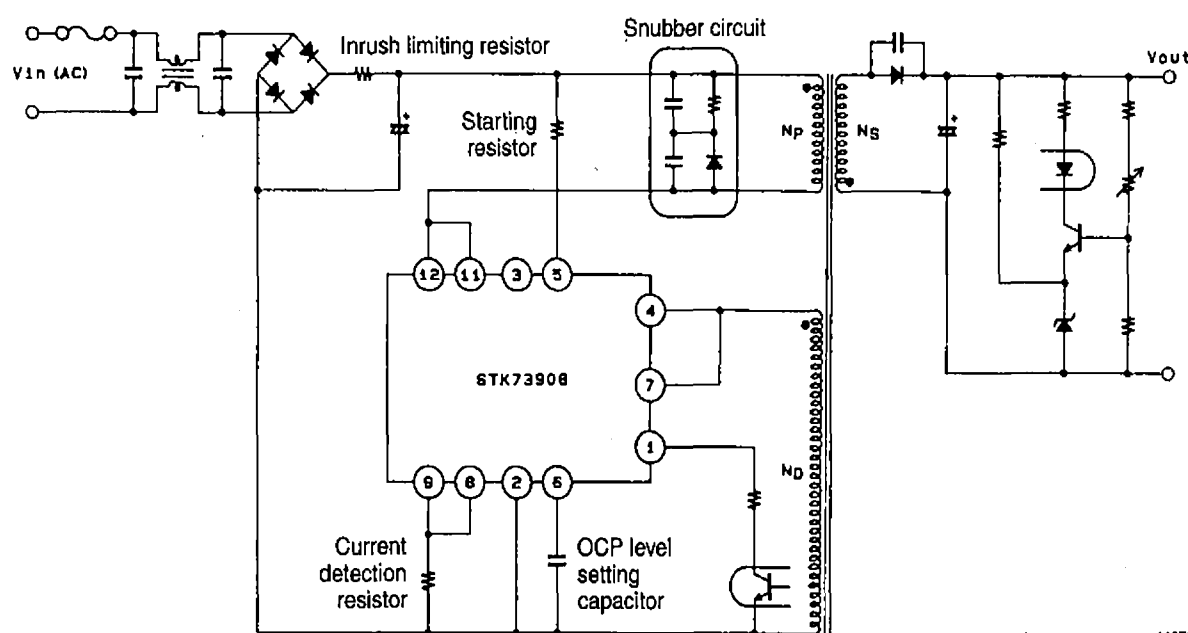 Snubber circuit
Inrush limiting resistor
Vin (AC)
Vout
Starting
resistor
NP
NS
12
11
3
5
4
STK73908
7
1
ND
9
8
2
6
Current
detection
resistor
OCP level
setting
capacitor